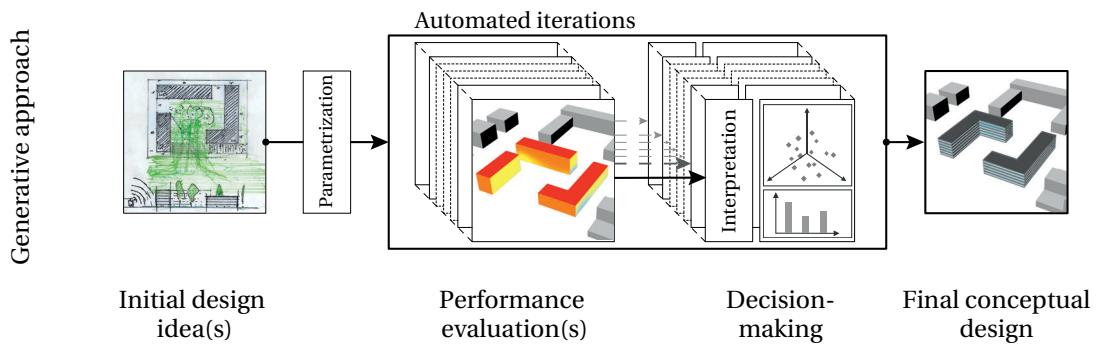 Automated iterations
Generative approach
Parametrization
Interpretation
Initial design
idea(s)
Performance
evaluation(s)
Decision-
making
Final conceptual
design